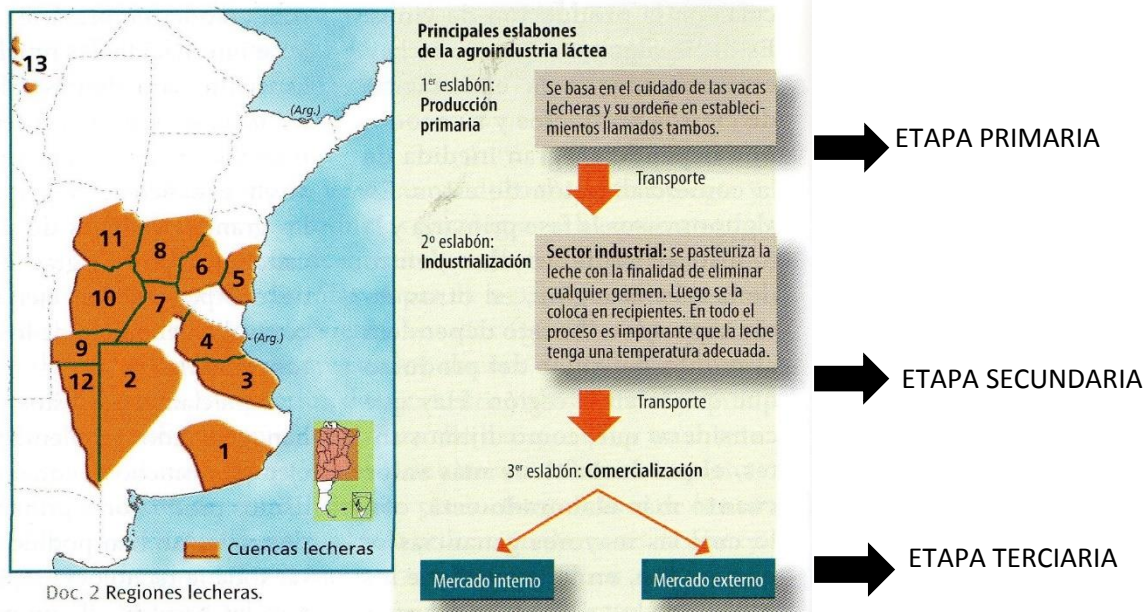 13
(Arg.)
11
8
6
5
10
7
4
(Arg.)
9
12
2
3
1
Cuencas lecheras
Doc. 2 Regiones lecheras.
Principales eslabones
de la agroindustria láctea
1er eslabón:
Producción
primaria
Se basa en el cuidado de las vacas
lecheras y su ordeñe en estableci-
mientos llamados tambos.
Transporte
2º eslabón:
Industrialización
Sector industrial: se pasteuriza la
leche con la finalidad de eliminar
cualquier germen. Luego se la
coloca en recipientes. En todo el
proceso es importante que la leche
tenga una temperatura adecuada.
Transporte
3er eslabón: Comercialización
Mercado interno
Mercado externo
ETAPA PRIMARIA
ETAPA SECUNDARIA
ETAPA TERCIARIA